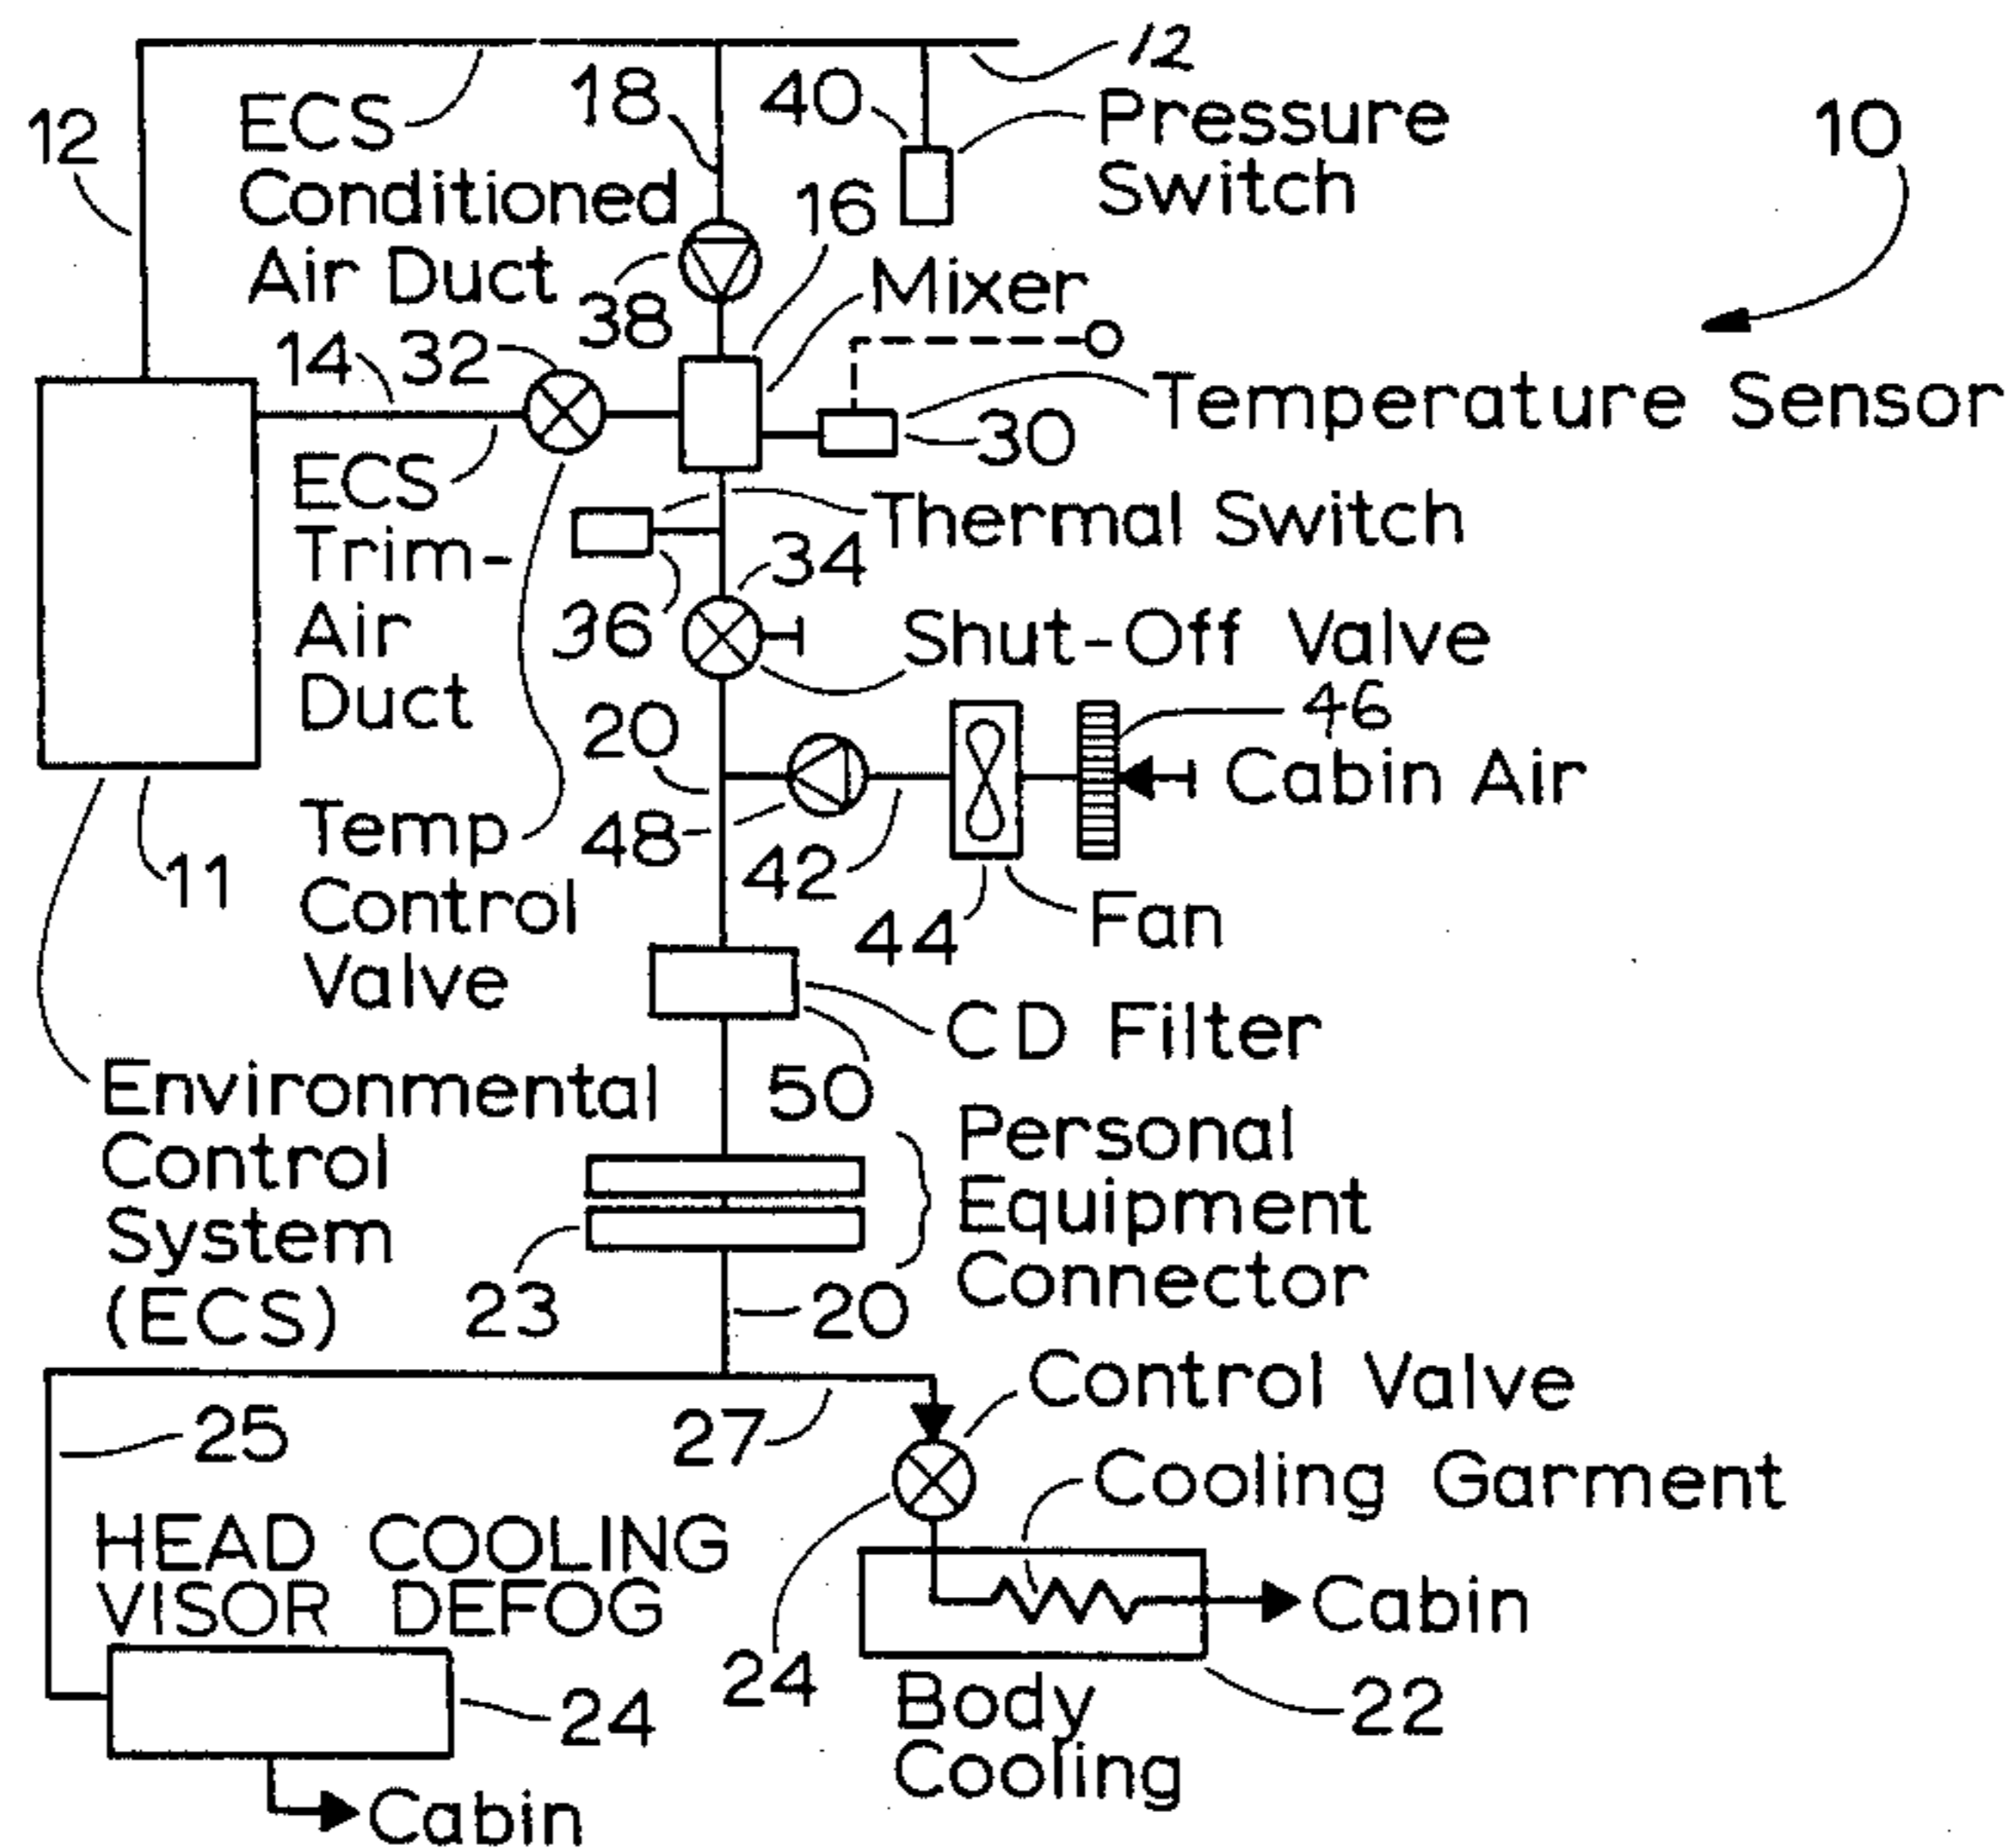 12
ECS
Conditioned
Air Duct
12
18
40
Pressure
Switch
10
16
38
Mixer
14
32
Temperature Sensor
30
ECS
Trim-
Air
Duct
Thermal Switch
34
36
Shut-Off Valve
20
46
Cabin Air
48
42
44
Fan
Temp
Control
Valve
11
CD Filter
50
Environmental
Control
System
(ECS)
Personal
Equipment
Connector
23
20
Control Valve
25
27
Cooling Garment
HEAD COOLING
VISOR DEFOG
24
Cabin
24
Body
Cooling
22
Cabin